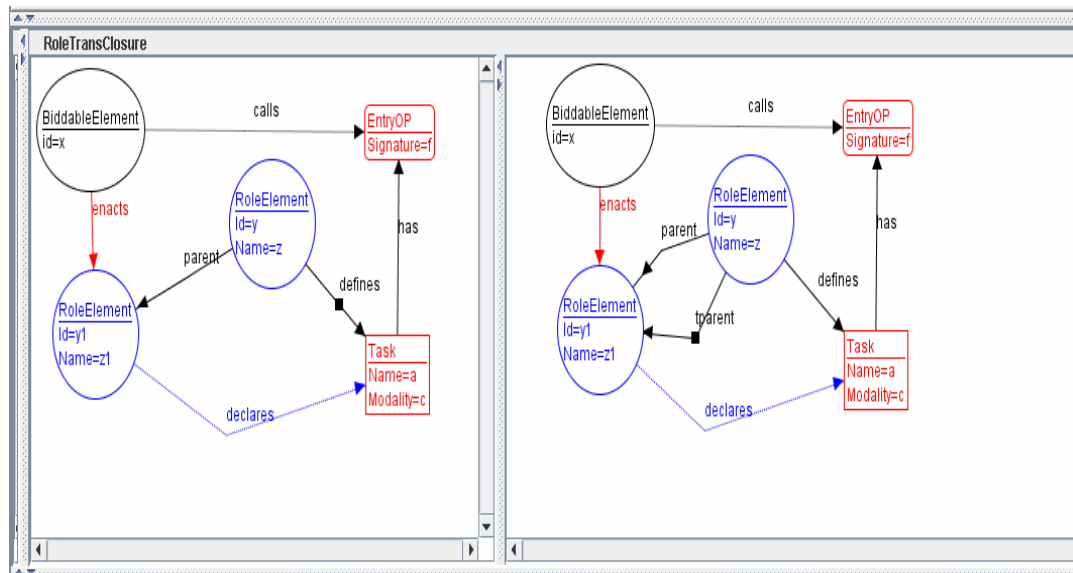 RoleTransClosure
BiddableElement
id=x
calls
EntryOP
Signature=f
enacts
RoleElement
Id=y
Name=z
has
parent
defines
RoleElement
Id=y1
Name=z1
Task
Name=a
Modality=c
declares
BiddableElement
id=x
calls
EntryOP
Signature=f
enacts
RoleElement
Id=y
Name=z
has
parent
defines
RoleElement
Id=y1
Name=z1
tparent
Task
Name=a
Modality=c
declares